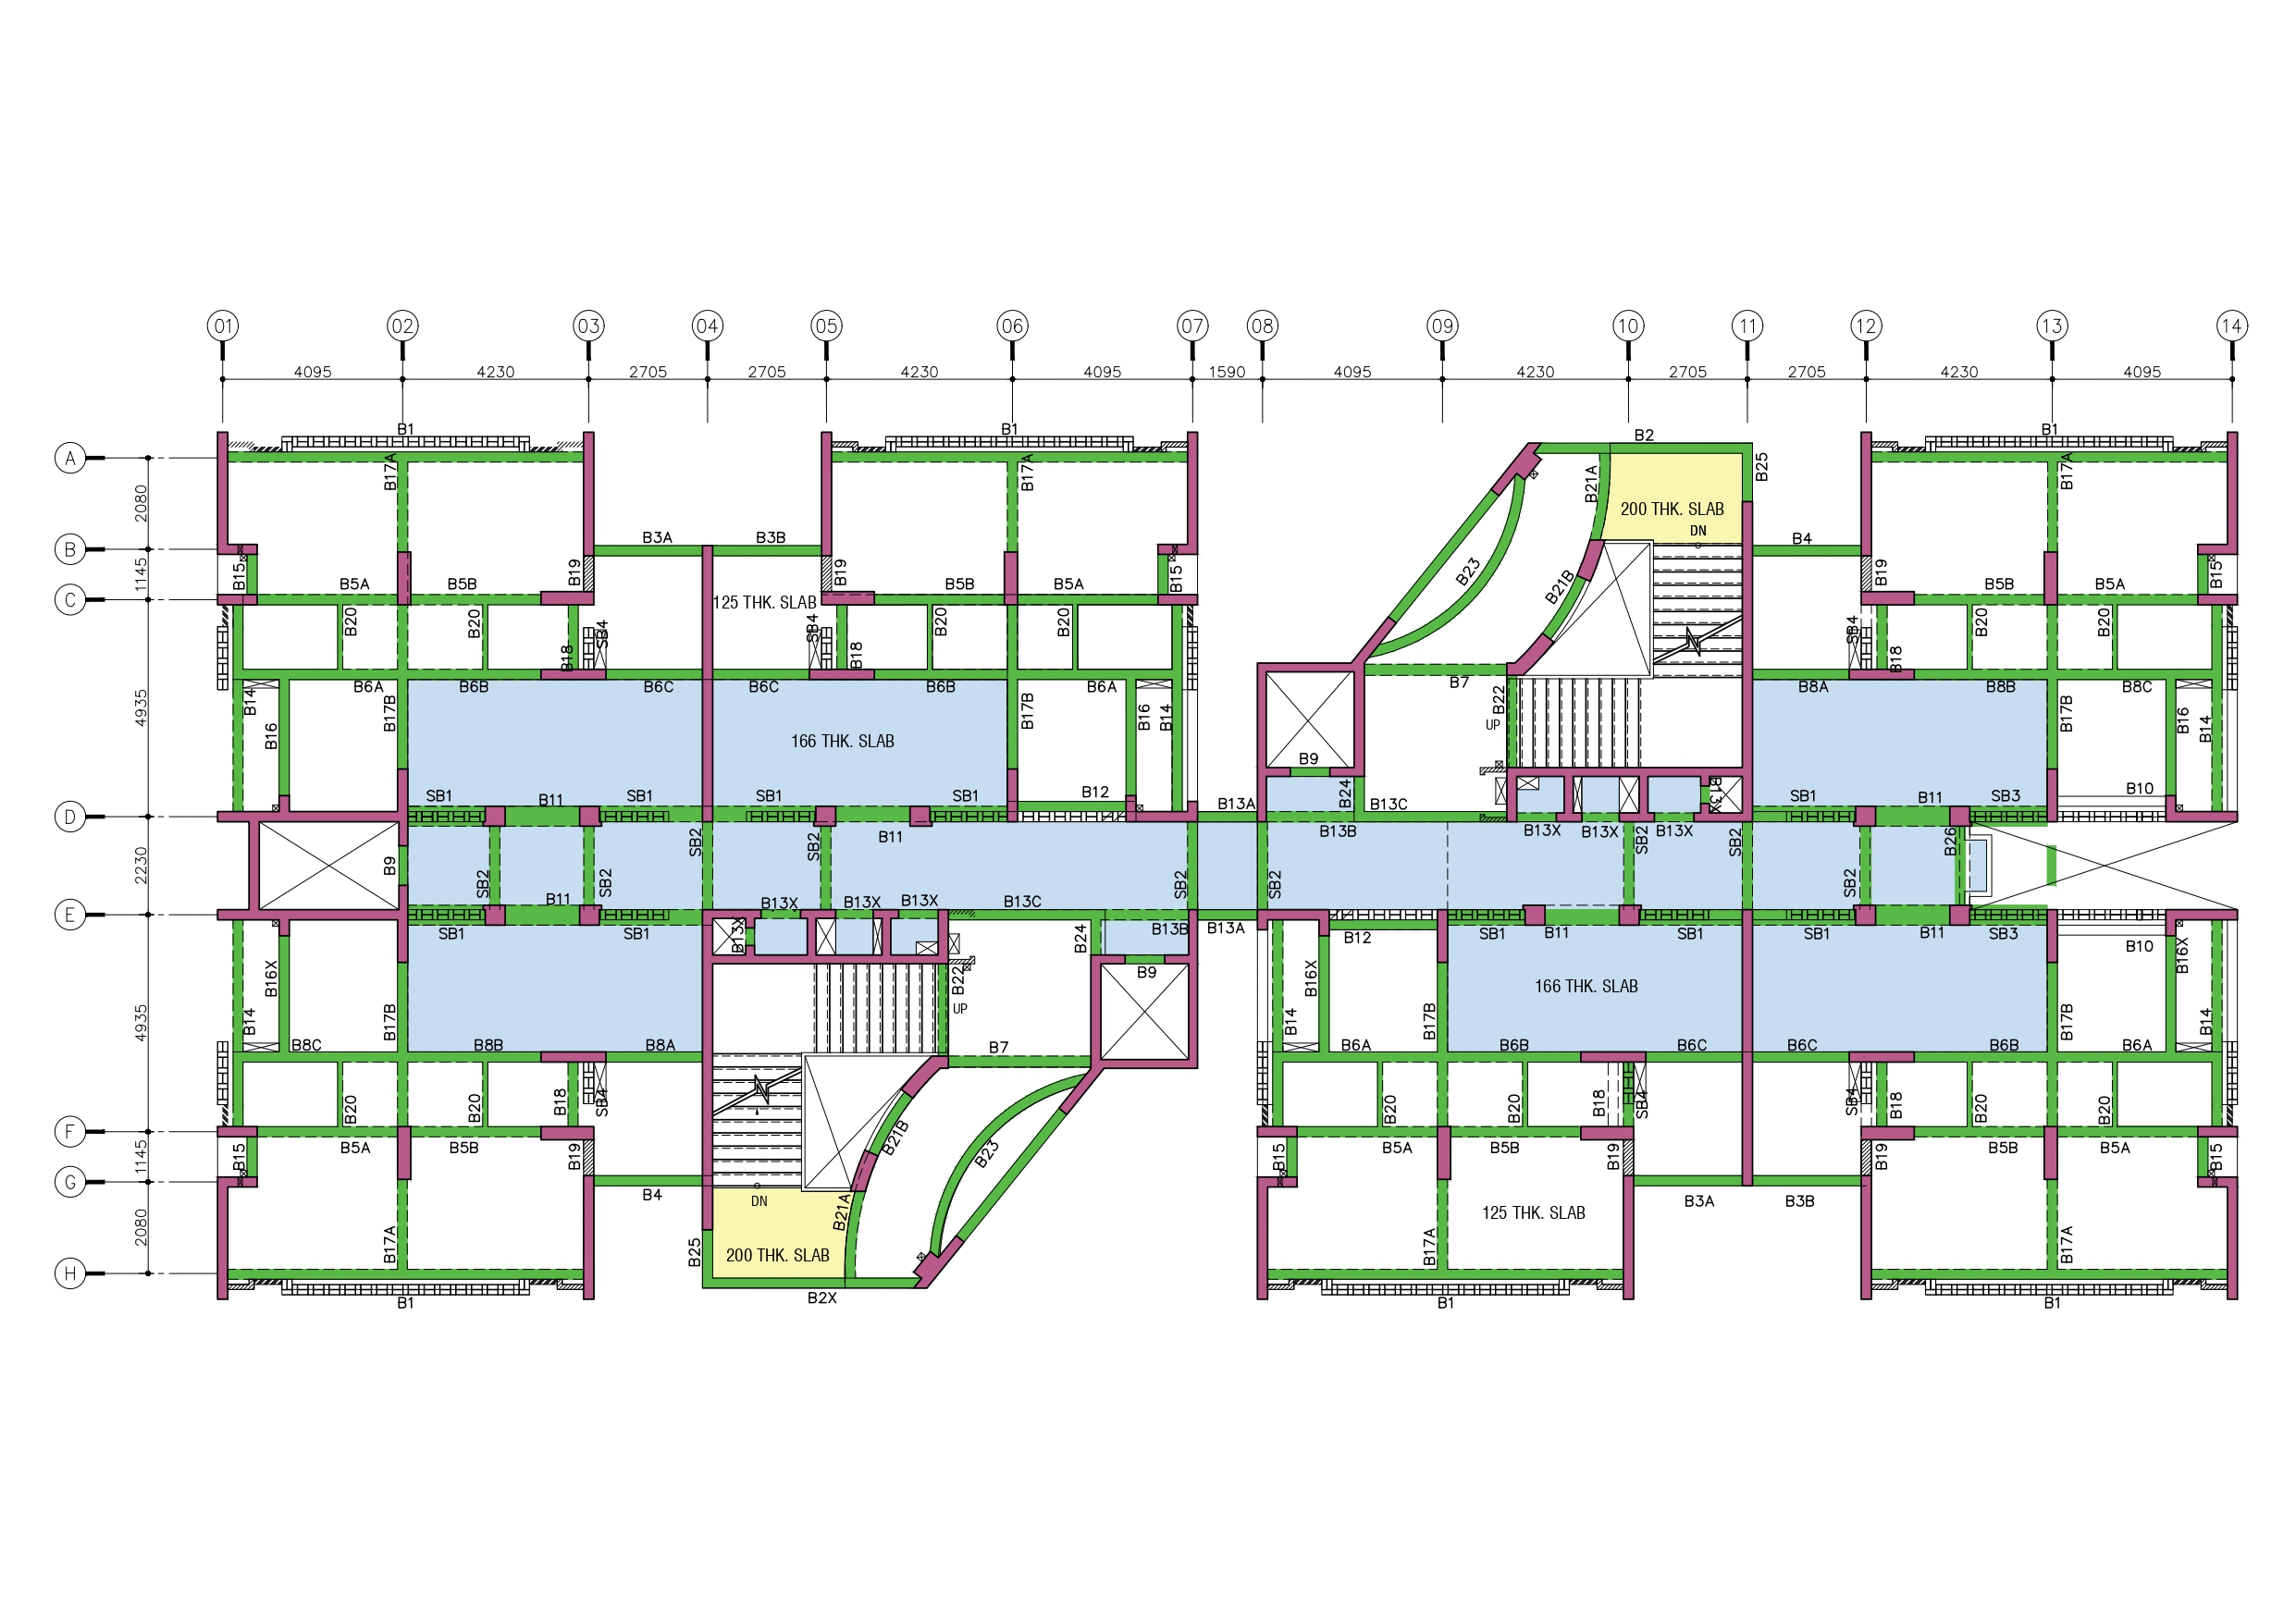 01 02 03 04 05 06 07 08 09 10 11 12 13 14
4095 4230 2705 2705 4230 4095 1590 4095 4230 2705 2705 4230 4095
B1 B1 B2 B1
A B17A B17A B21A B25 B17A
2080
200 THK. SLAB
DN
B B3A B3B B4
1145 B15 B19 B19 B15 B23 B21B B19 B15
B5A B5B B5B B5A B5B B5A
C 125 THK. SLAB
B20 B20 SB4 SB4 B20 B20 SB4 B20 B20
B18 B18 B18
B6A B6B B6C B6C B6B B6A B7 B8A B8B B8C
4935 B14 B16 B17B B17B B16 B14 B22 B17B B16 B14
UP
166 THK. SLAB
B9
SB1 B11 SB1 SB1 SB1 B12 B24 B13X SB1 B11 SB3 B10
D B13A B13C
B11 B13B B13X B13X B13X
2230 B9 SB2 SB2 SB2 SB2 SB2 SB2 SB2 SB2 SB2 B26
B11 B13X B13X B13X B13C
E
SB1 SB1 B13X B24 B13B B13A B12 SB1 B11 SB1 SB1 B11 SB3 B10
B9
4935 B14 B16X B17B B22 B14 B16X B17B B17B B16X B14
UP
166 THK. SLAB
B8C B8B B8A B7 B6A B6B B6C B6C B6B B6A
B20 B20 B18 SB4 B20 B20 B18 SB4 SB4 B18 B20 B20
F
1145 B15 B5A B5B B19 B21B B23 B15 B5A B5B B19 B19 B5B B5A B15
G
B4 DN B3A B3B
2080 B21A 125 THK. SLAB
B17A B25 200 THK. SLAB B17A B17A
H
B1 B2X B1 B1